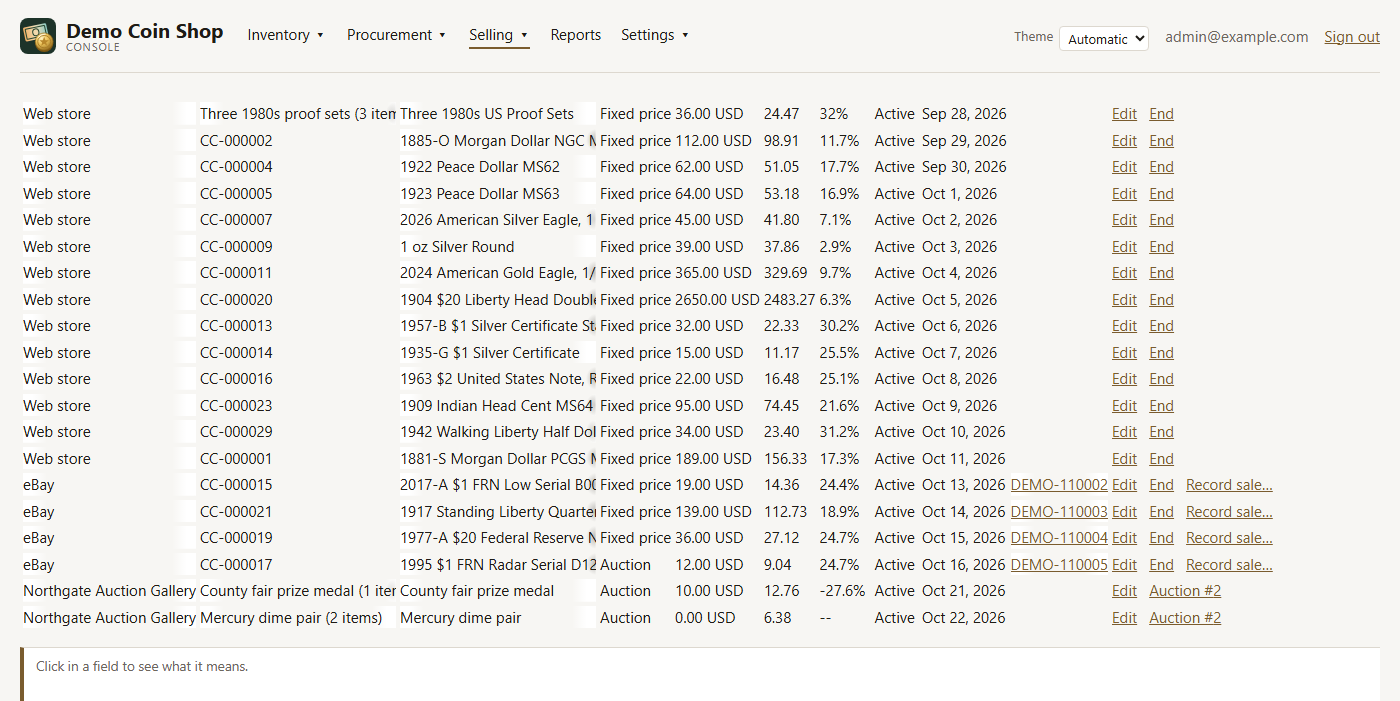 Demo Coin Shop
CONSOLE
Inventory ▼ Procurement ▼ Selling ▼ Reports Settings ▼ Theme Automatic admin@example.com Sign out
Web store Three 1980s proof sets (3 item Three 1980s US Proof Sets Fixed price 36.00 USD 24.47 32% Active Sep 28, 2026 Edit End
Web store CC-000002 1885-O Morgan Dollar NGC Fixed price 112.00 USD 98.91 11.7% Active Sep 29, 2026 Edit End
Web store CC-000004 1922 Peace Dollar MS62 Fixed price 62.00 USD 51.05 17.7% Active Sep 30, 2026 Edit End
Web store CC-000005 1923 Peace Dollar MS63 Fixed price 64.00 USD 53.18 16.9% Active Oct 1, 2026 Edit End
Web store CC-000007 2026 American Silver Eagle, 1 Fixed price 45.00 USD 41.80 7.1% Active Oct 2, 2026 Edit End
Web store CC-000009 1 oz Silver Round Fixed price 39.00 USD 37.86 2.9% Active Oct 3, 2026 Edit End
Web store CC-000011 2024 American Gold Eagle, 1/ Fixed price 365.00 USD 329.69 9.7% Active Oct 4, 2026 Edit End
Web store CC-000020 1904 $20 Liberty Head Fixed price 2650.00 USD 2483.27 6.3% Active Oct 5, 2026 Edit End
Web store CC-000013 1957-B $1 Silver Certificate Fixed price 32.00 USD 22.33 30.2% Active Oct 6, 2026 Edit End
Web store CC-000014 1935-G $1 Silver Certificate Fixed price 15.00 USD 11.17 25.5% Active Oct 7, 2026 Edit End
Web store CC-000016 1963 $2 United States Note, Fixed price 22.00 USD 16.48 25.1% Active Oct 8, 2026 Edit End
Web store CC-000023 1909 Indian Head Cent MS64 Fixed price 95.00 USD 74.45 21.6% Active Oct 9, 2026 Edit End
Web store CC-000029 1942 Walking Liberty Half Dol Fixed price 34.00 USD 23.40 31.2% Active Oct 10, 2026 Edit End
Web store CC-000001 1881-S Morgan Dollar PCGS Fixed price 189.00 USD 156.33 17.3% Active Oct 11, 2026 Edit End
eBay CC-000015 2017-A $1 FRN Low Serial Fixed price 19.00 USD 14.36 24.4% Active Oct 13, 2026 DEMO-110002 Edit End Record sale...
eBay CC-000021 1917 Standing Liberty Quarter Fixed price 139.00 USD 112.73 18.9% Active Oct 14, 2026 DEMO-110003 Edit End Record sale...
eBay CC-000019 1977-A $20 Federal Reserve Fixed price 36.00 USD 27.12 24.7% Active Oct 15, 2026 DEMO-110004 Edit End Record sale...
eBay CC-000017 1995 $1 FRN Radar Serial D12 Auction 12.00 USD 9.04 24.7% Active Oct 16, 2026 DEMO-110005 Edit End Record sale...
Northgate Auction Gallery County fair prize medal (1 iter County fair prize medal Auction 10.00 USD 12.76 -27.6% Active Oct 21, 2026 Edit Auction #2
Northgate Auction Gallery Mercury dime pair (2 items) Mercury dime pair Auction 0.00 USD 6.38 -- Active Oct 22, 2026 Edit Auction #2
Click in a field to see what it means.